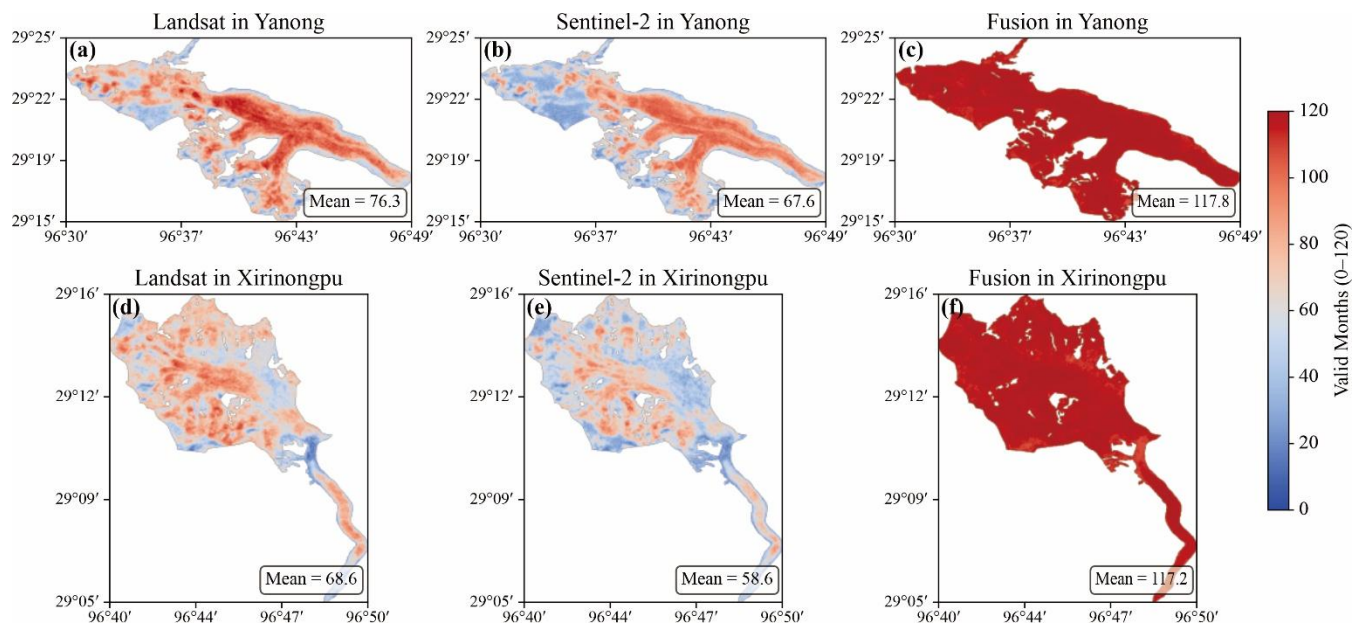 Landsat in Yanong
Sentinel-2 in Yanong
Fusion in Yanong
29°25′
29°22′
29°19′
29°15′
(a)
Mean = 76.3
96°30′ 96°37′ 96°43′ 96°49′
29°25′
29°22′
29°19′
29°15′
(b)
Mean = 67.6
96°30′ 96°37′ 96°43′ 96°49′
29°25′
29°22′
29°19′
29°15′
(c)
Mean = 117.8
96°30′ 96°37′ 96°43′ 96°49′
Landsat in Xirinongpu
Sentinel-2 in Xirinongpu
Fusion in Xirinongpu
29°16′
29°12′
29°09′
29°05′
(d)
Mean = 68.6
96°40′ 96°44′ 96°47′ 96°50′
29°16′
29°12′
29°09′
29°05′
(e)
Mean = 58.6
96°40′ 96°44′ 96°47′ 96°50′
29°16′
29°12′
29°09′
29°05′
(f)
Mean = 117.2
96°40′ 96°44′ 96°47′ 96°50′
120
100
80
60
40
20
0
Valid Months (0–120)